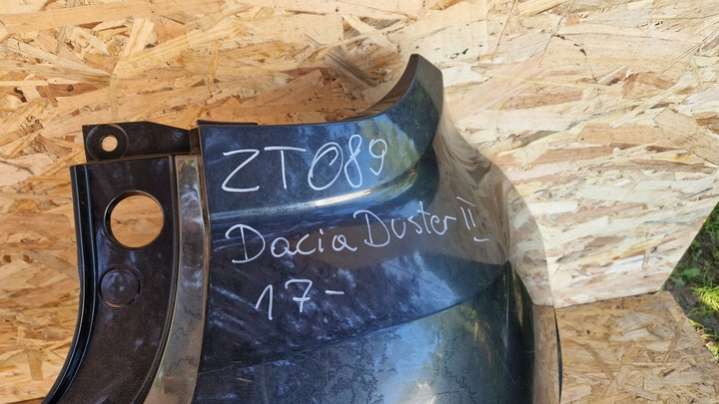 ZT089
Dacia Duster II
17-